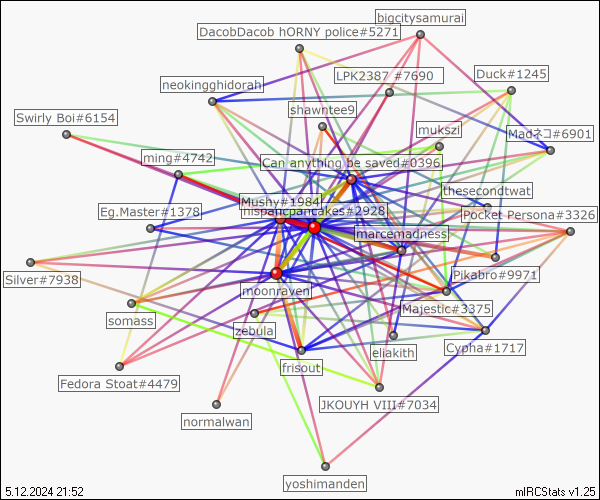 bigcitysamurai
DacobDacob hORNY police#5271
LPK2387 #7690
Duck#1245
neokingghidorah
shawntee9
Swirly Boi#6154
mukszi
Madネコ#6901
ming#4742
Can anything be saved#0396
thesecondtwat
Mushy#1984
hispanicpancakes#2928
Eg.Master#1378
Pocket Persona#3326
marcemadness
Silver#7938
Pikabro#9971
moonraven
Majestic#3375
somass
zebula
eliakith
Cypha#1717
frisout
Fedora Stoat#4479
JKOUYH VIII#7034
normalwan
yoshimanden
5.12.2024 21:52
mIRCStats v1.25